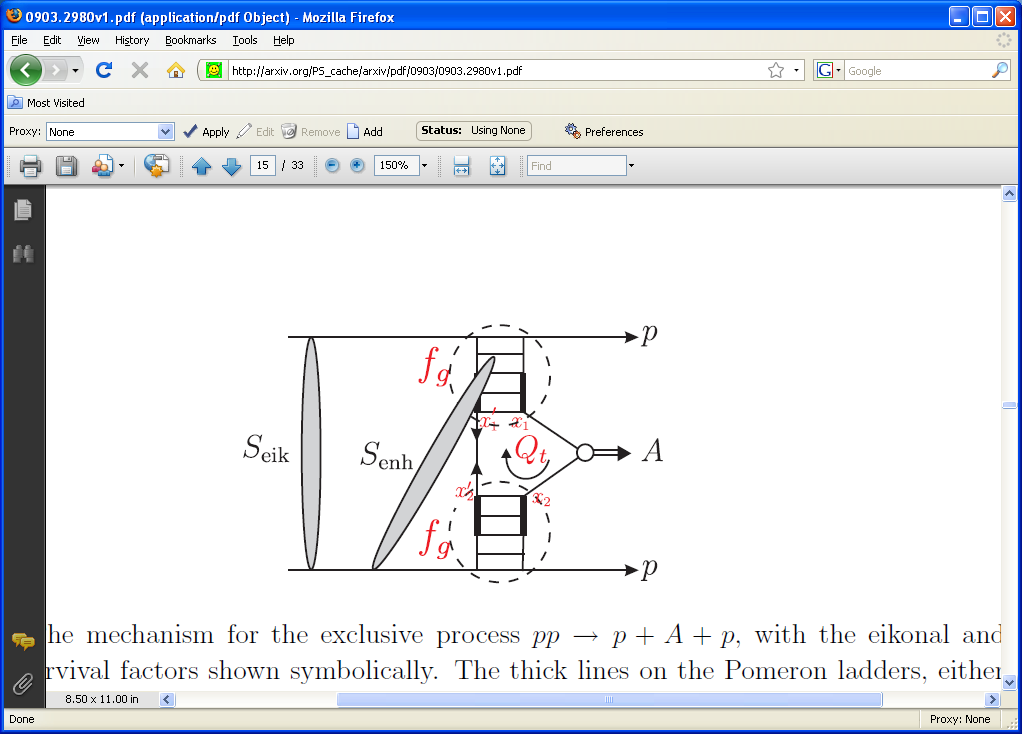 0903.2980v1.pdf (application/pdf Object) - Mozilla Firefox
File Edit View History Bookmarks Tools Help
http://arxiv.org/PS_cache/arxiv/pdf/0903/0903.2980v1.pdf
G Google
Most Visited
Proxy: None Apply Edit Remove Add Status: Using None Preferences
15 / 33 150% Find
p
f_g
x′_1 x_1
S_eik S_enh Q_t A
x′_2 x_2
f_g
p
he mechanism for the exclusive process pp → p + A + p, with the eikonal and
rvival factors shown symbolically. The thick lines on the Pomeron ladders, either
8.50 x 11.00 in
Done Proxy: None